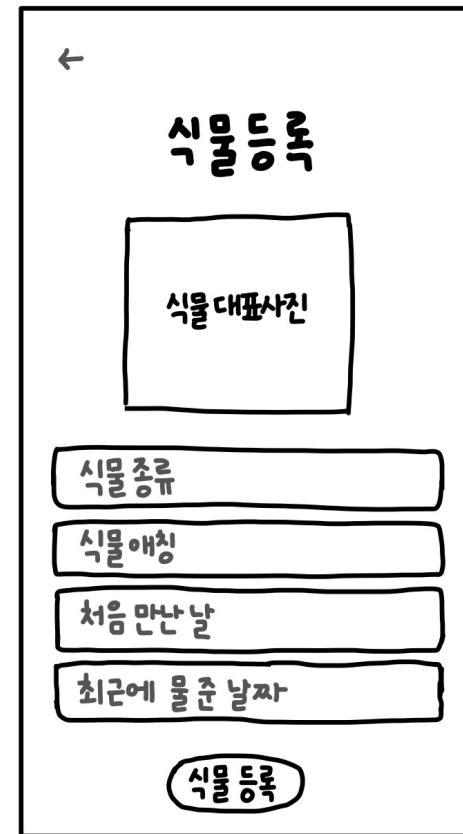 ←
식물등록
식물 대표사진
식물 종류
식물 애칭
처음 만난 날
최근에 물 준 날짜
식물 등록